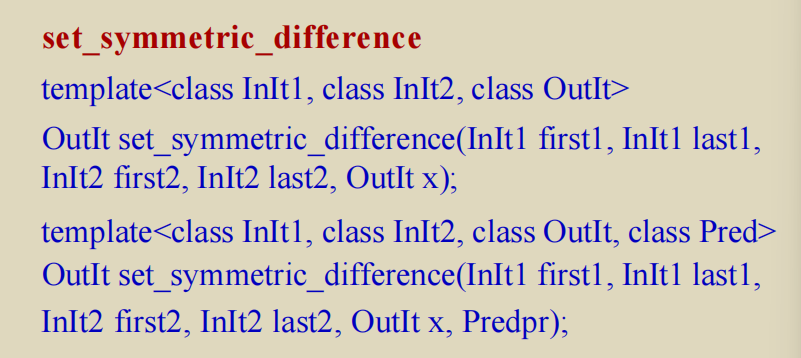 set_symmetric_difference
template<class InIt1, class InIt2, class OutIt>
OutIt set_symmetric_difference(InIt1 first1, InIt1 last1,
InIt2 first2, InIt2 last2, OutIt x);
template<class InIt1, class InIt2, class OutIt, class Pred>
OutIt set_symmetric_difference(InIt1 first1, InIt1 last1,
InIt2 first2, InIt2 last2, OutIt x, Predpr);